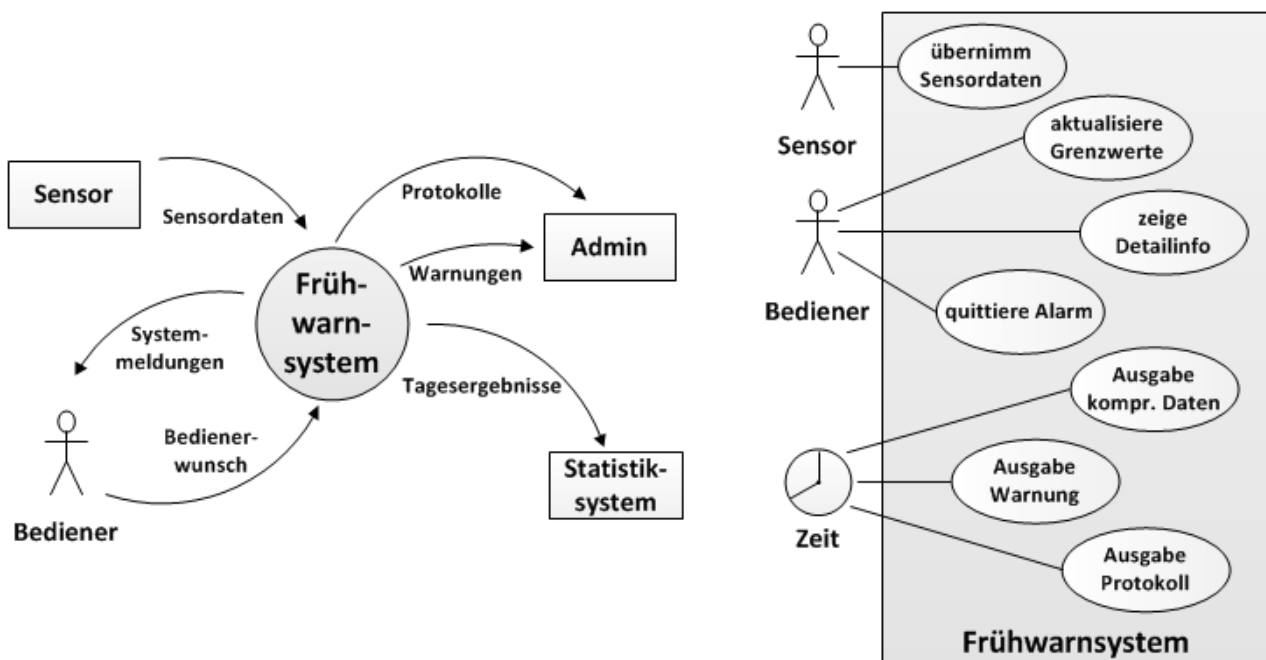 Sensor
Sensordaten
Protokolle
Warnungen
Admin
Früh-
warn-
system
System-
meldungen
Bediener-
wunsch
Bediener
Tagesergebnisse
Statistik-
system
Sensor
übernimm
Sensordaten
aktualisiere
Grenzwerte
Bediener
zeige
Detailinfo
quittiere Alarm
Ausgabe
kompr. Daten
Zeit
Ausgabe
Warnung
Ausgabe
Protokoll
Frühwarnsystem